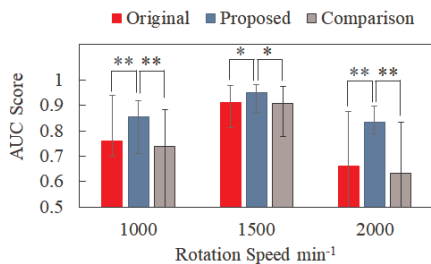 Original Proposed Comparison
** ** * * ** **
AUC Score
1
0.9
0.8
0.7
0.6
0.5
1000 1500 2000
Rotation Speed min-1